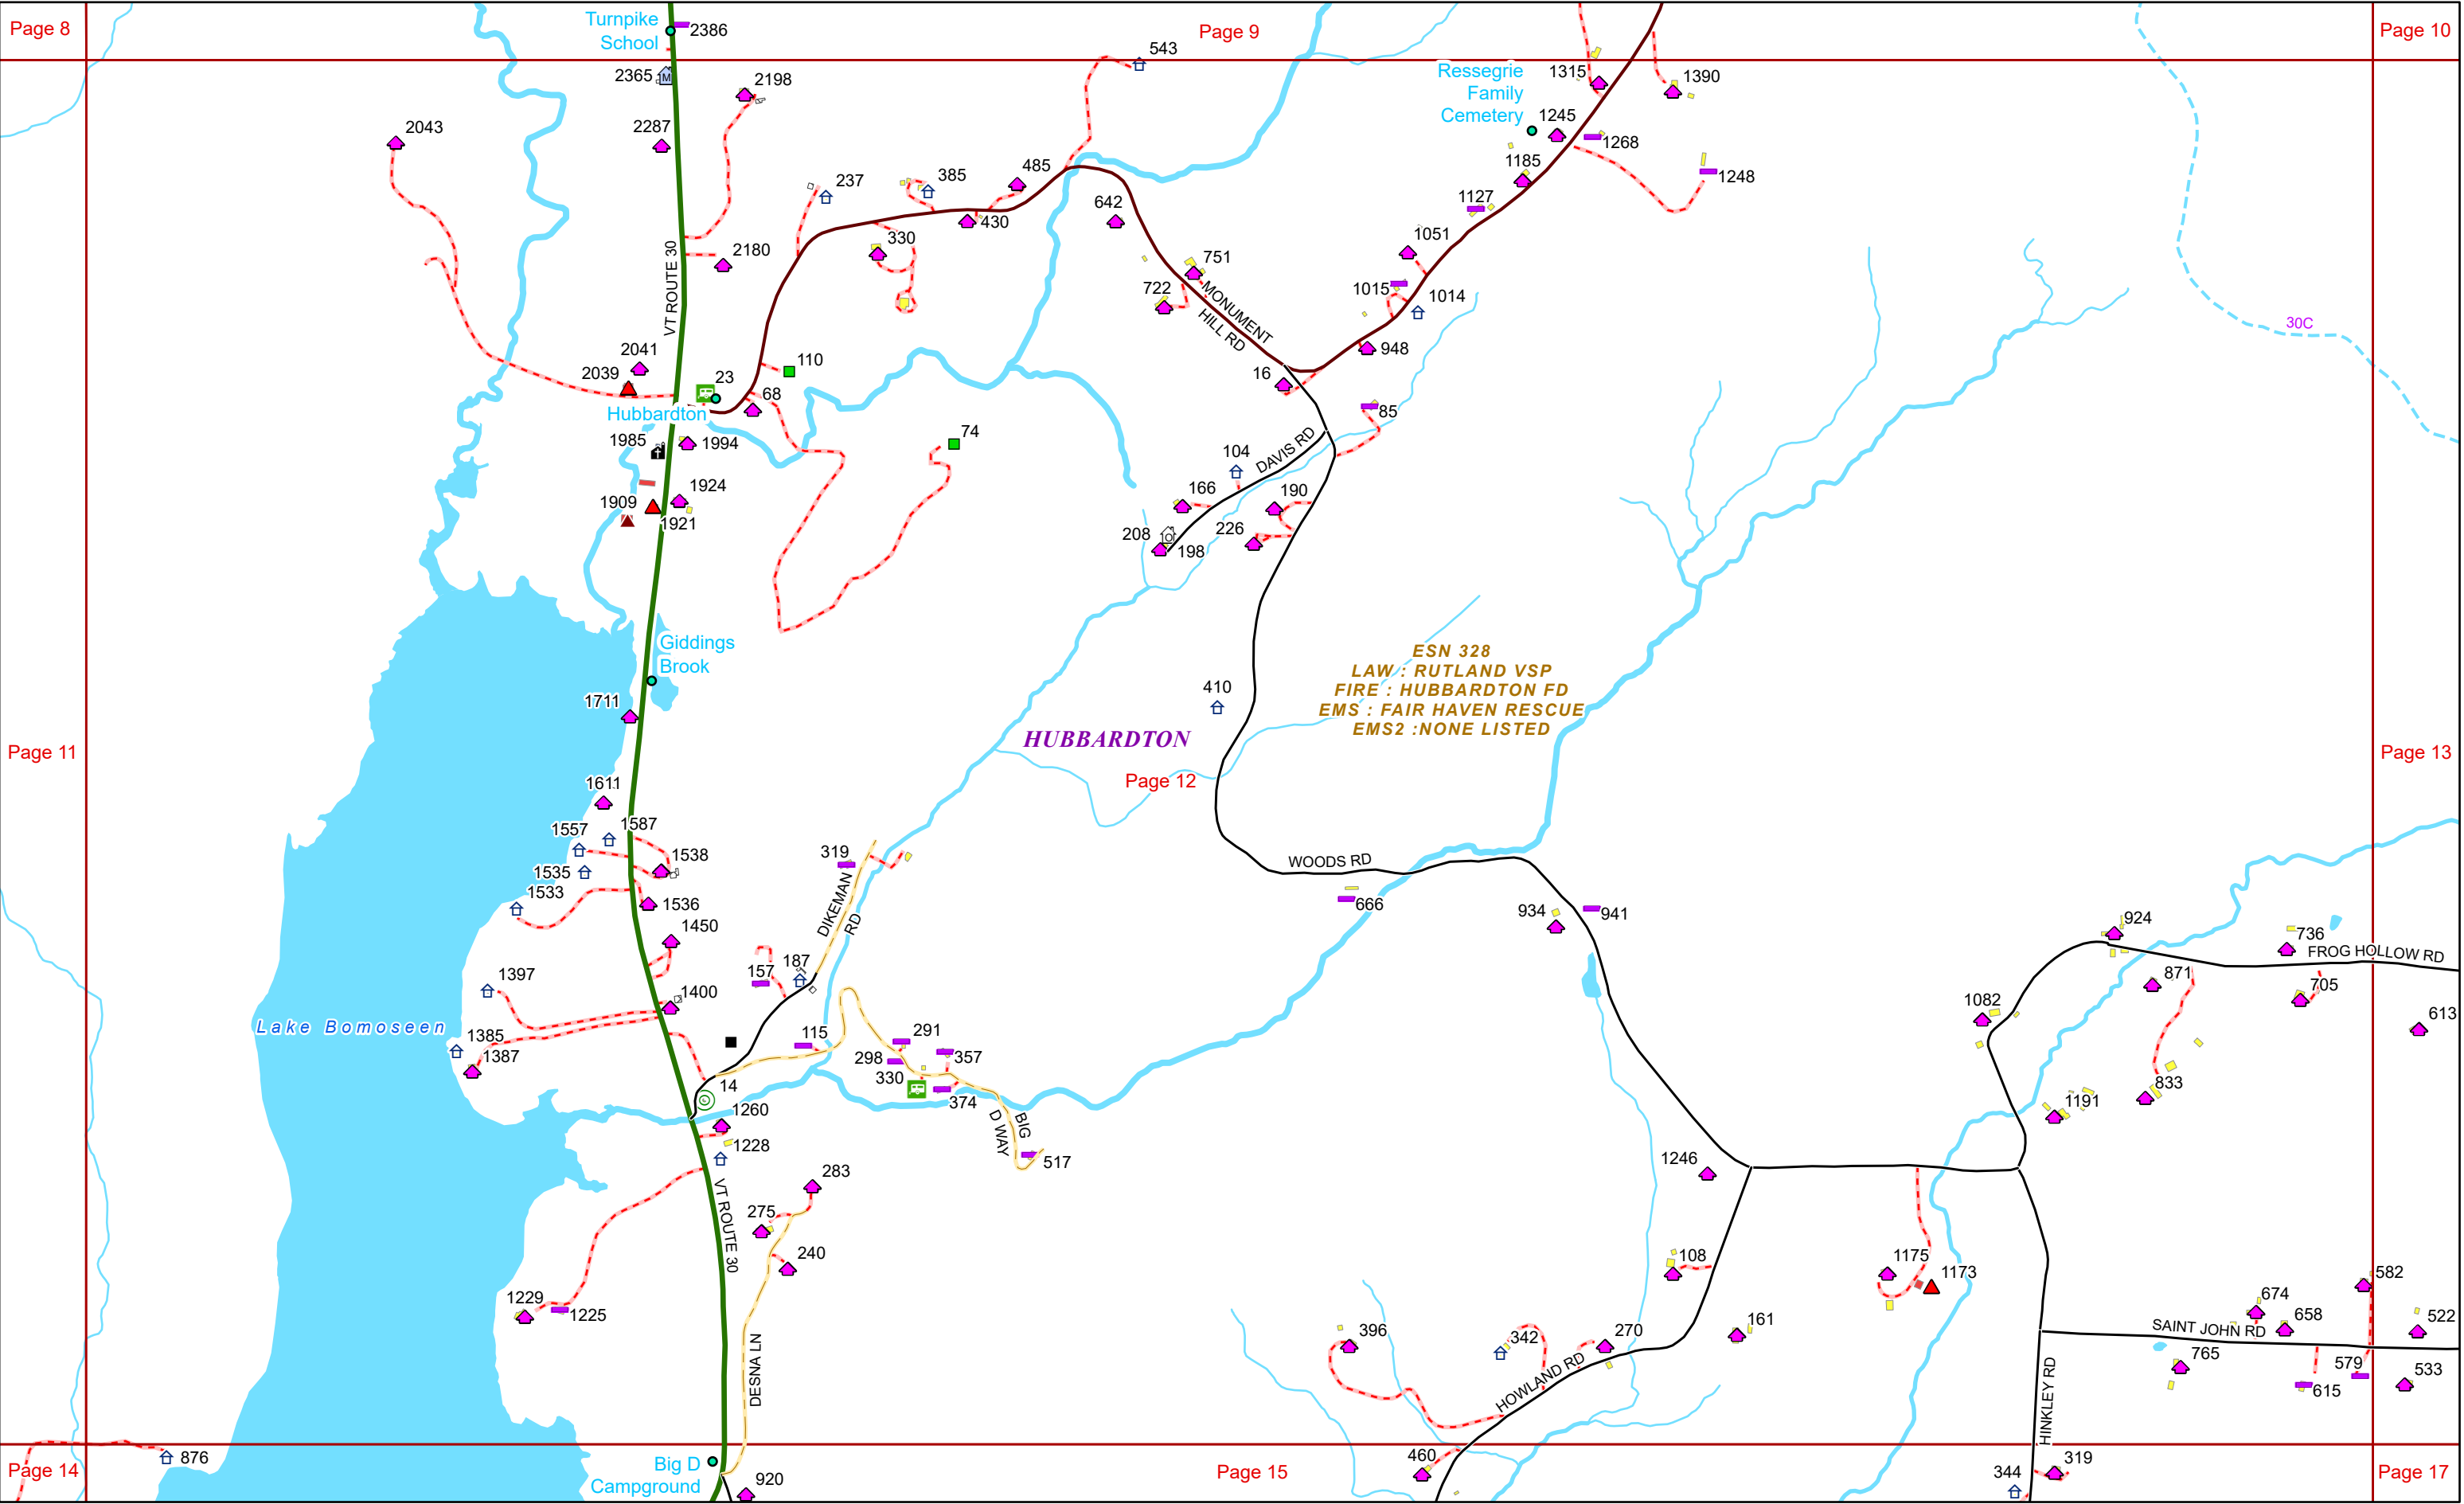 Page 8
Turnpike
School
2386
Page 9
543
Page 10
2365
M
2198
Ressegrie
Family
Cemetery
1315
1390
2043
2287
1245
1268
237
385
485
1185
1248
642
430
1127
330
2180
VT ROUTE 30
751
722
MONUMENT
HILL RD
1051
1015
1014
30C
2041
2039
23
110
68
948
16
Hubbardton
85
1985
1994
74
104
DAVIS RD
1924
1909
1921
166
190
208
198
226
Giddings
Brook
ESN 328
LAW : RUTLAND VSP
FIRE : HUBBARDTON FD
EMS : FAIR HAVEN RESCUE
EMS2 :NONE LISTED
410
1711
HUBBARDTON
Page 11
Page 12
Page 13
1611
1557
1587
1538
1535
1533
1536
319
DIKEMAN
RD
WOODS RD
666
934
941
924
736
FROG HOLLOW RD
1450
157
187
1397
1400
871
705
1082
613
Lake Bomoseen
1385
1387
115
291
298
357
330
374
14
1260
1228
BIG
D WAY
517
833
1191
1246
283
275
240
VT ROUTE 30
108
1175
1173
582
1229
1225
674
658
522
396
342
270
161
SAINT JOHN RD
765
579
615
533
DESNA LN
HOWLAND RD
HINKLEY RD
876
Page 14
Big D
Campground
920
Page 15
460
344
319
Page 17